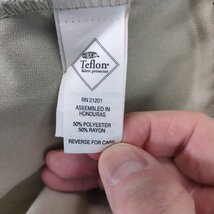 Teflon®
fabric protector
RN 21201
ASSEMBLED IN
HONDURAS
50% POLYESTER
50% RAYON
REVERSE FOR CARE